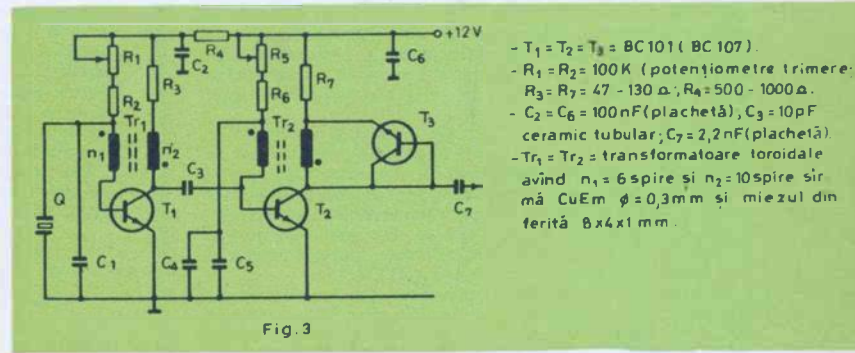 +12V
R1
R4
C2
R5
C6
R3
R7
R2
R6
Tr1
Tr2
T3
n1
n2
C3
Q
T1
T2
C7
C1
C4
C5
Fig.3
- T1 = T2 = T3 = BC 101 ( BC 107 ).
- R1 = R2 = 100K (potențiometre trimere;
R3 = R7 = 47 - 130 Ω; R4 = 500 - 1000 Ω.
- C2 = C6 = 100nF (plachetă); C3 = 10pF
ceramic tubular; C7 = 2,2nF (plachetă).
- Tr1 = Tr2 = transformatoare toroidale
avînd n1 = 6 spire și n2 = 10 spire sîr
mă CuEm ø = 0,3mm și miezul din
ferită 8x4x1 mm.